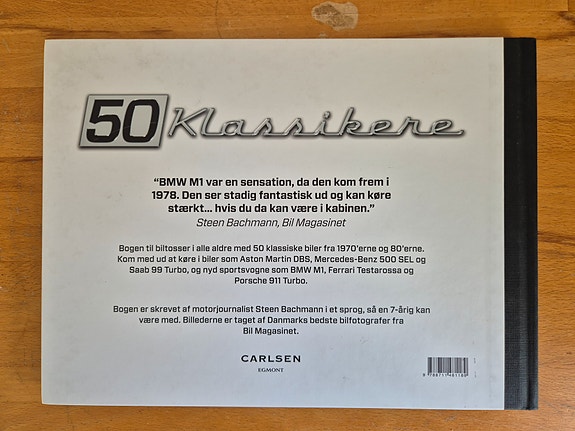 50 Klassikere
“BMW M1 var en sensation, da den kom frem i
1978. Den ser stadig fantastisk ud og kan køre
stærkt... hvis du da kan være i kabinen.”
Steen Bachmann, Bil Magasinet
Bogen til biltosser i alle aldre med 50 klassiske biler fra 1970'erne og 80'erne.
Kom med ud at køre i biler som Aston Martin DBS, Mercedes-Benz 500 SEL og
Saab 99 Turbo, og nyd sportsvogne som BMW M1, Ferrari Testarossa og
Porsche 911 Turbo.
Bogen er skrevet af motorjournalist Steen Bachmann i et sprog, så en 7-årig kan
være med. Billederne er taget af Danmarks bedste bilfotografer fra
Bil Magasinet.
CARLSEN
EGMONT